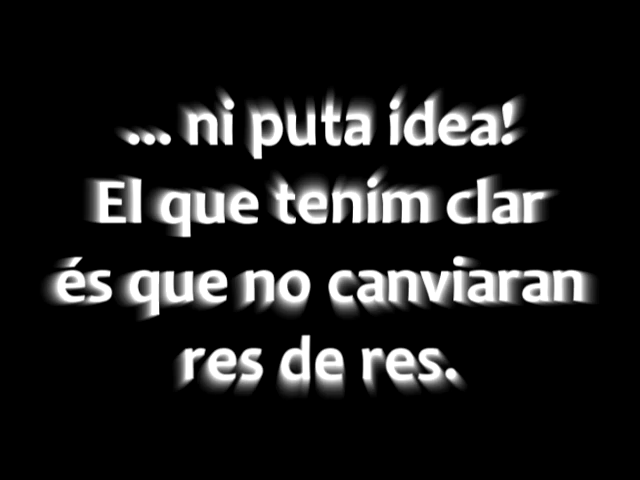 ... ni puta idea!
El que tenim clar
és que no canviaran
res de res.